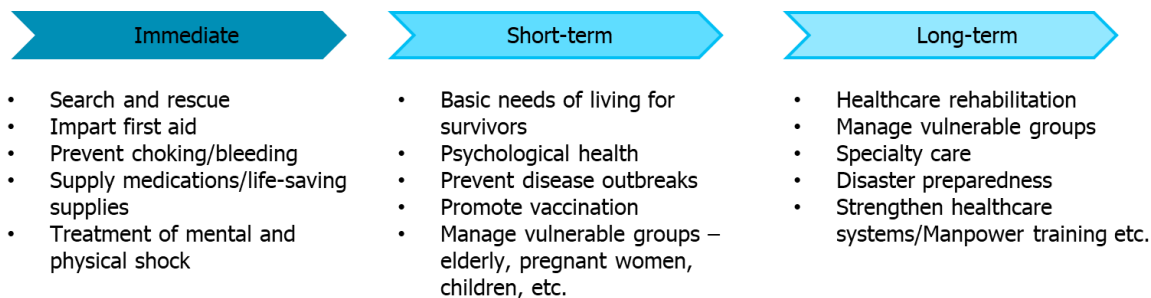 Immediate
• Search and rescue
• Impart first aid
• Prevent choking/bleeding
• Supply medications/life-saving
supplies
• Treatment of mental and
physical shock
Short-term
• Basic needs of living for
survivors
• Psychological health
• Prevent disease outbreaks
• Promote vaccination
• Manage vulnerable groups –
elderly, pregnant women,
children, etc.
Long-term
• Healthcare rehabilitation
• Manage vulnerable groups
• Specialty care
• Disaster preparedness
• Strengthen healthcare
systems/Manpower training etc.